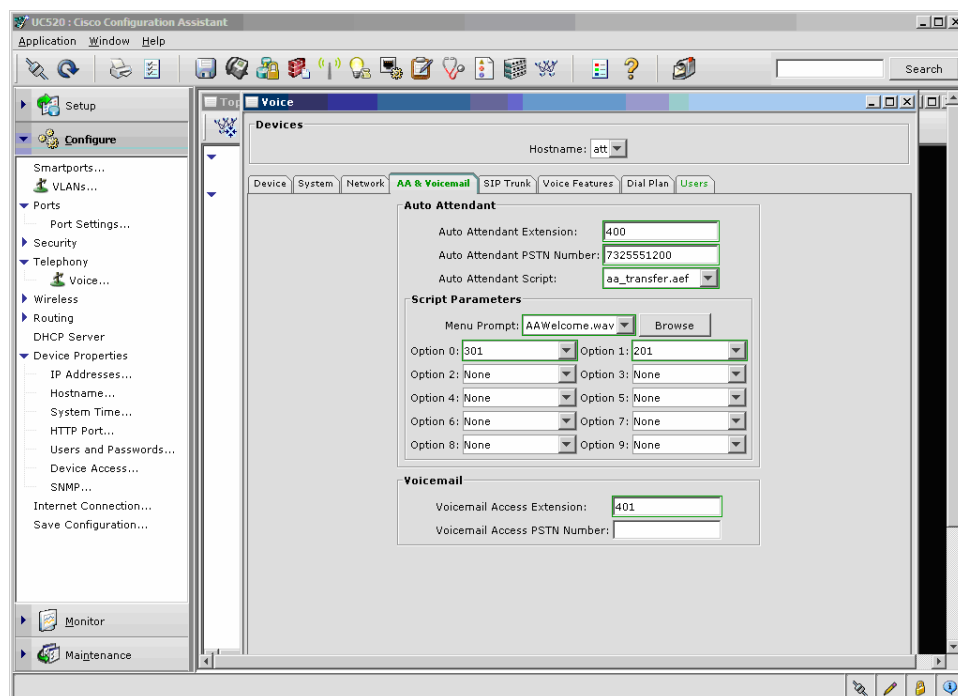 UC520 : Cisco Configuration Assistant
Application Window Help
Search
Setup
Configure
Smartports...
VLANs...
Ports
Port Settings...
Security
Telephony
Voice...
Wireless
Routing
DHCP Server
Device Properties
IP Addresses...
Hostname...
System Time...
HTTP Port...
Users and Passwords...
Device Access...
SNMP...
Internet Connection...
Save Configuration...
Monitor
Maintenance
Top
Voice
Devices
Hostname: att
Device System Network AA & Voicemail SIP Trunk Voice Features Dial Plan Users
Auto Attendant
Auto Attendant Extension: 400
Auto Attendant PSTN Number: 7325551200
Auto Attendant Script: aa_transfer.aef
Script Parameters
Menu Prompt: AAWelcome.wav Browse
Option 0: 301 Option 1: 201
Option 2: None Option 3: None
Option 4: None Option 5: None
Option 6: None Option 7: None
Option 8: None Option 9: None
Voicemail
Voicemail Access Extension: 401
Voicemail Access PSTN Number: